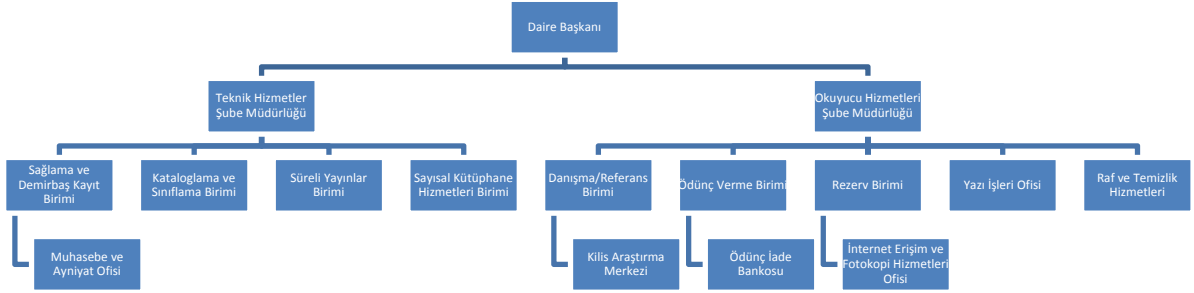 Daire Başkanı
Teknik Hizmetler
Şube Müdürlüğü
Okuyucu Hizmetleri
Şube Müdürlüğü
Sağlama ve
Demirbaş Kayıt
Birimi
Kataloglama ve
Sınıflama Birimi
Süreli Yayınlar
Birimi
Sayısal Kütüphane
Hizmetleri Birimi
Danışma/Referans
Birimi
Ödünç Verme Birimi
Rezerv Birimi
Yazı İşleri Ofisi
Raf ve Temizlik
Hizmetleri
Muhasebe ve
Ayniyat Ofisi
Kilis Araştırma
Merkezi
Ödünç İade
Bankosu
İnternet Erişim ve
Fotokopi Hizmetleri
Ofisi